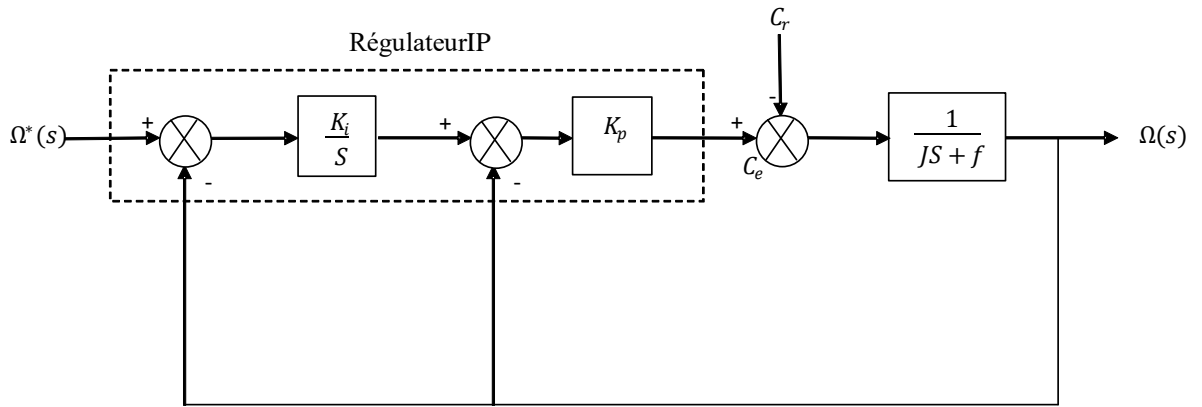 C_r
RégulateurIP
Ω*(s)
+
-
K_i
S
+
-
K_p
+
-
C_e
1
JS + f
Ω(s)